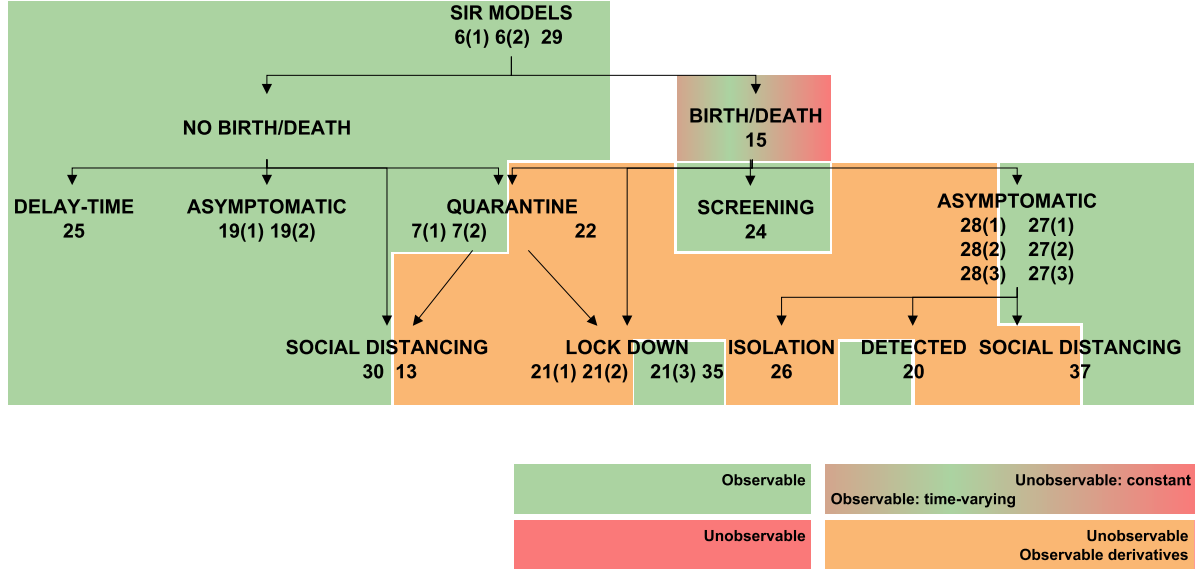 SIR MODELS
6(1) 6(2) 29
NO BIRTH/DEATH
BIRTH/DEATH
15
DELAY-TIME
25
ASYMPTOMATIC
19(1) 19(2)
QUARANTINE
7(1) 7(2) 22
SCREENING
24
ASYMPTOMATIC
28(1) 27(1)
28(2) 27(2)
28(3) 27(3)
SOCIAL DISTANCING
30 13
LOCK DOWN
21(1) 21(2) 21(3) 35
ISOLATION
26
DETECTED
20
SOCIAL DISTANCING
37
Observable
Unobservable: constant
Observable: time-varying
Unobservable
Unobservable
Observable derivatives